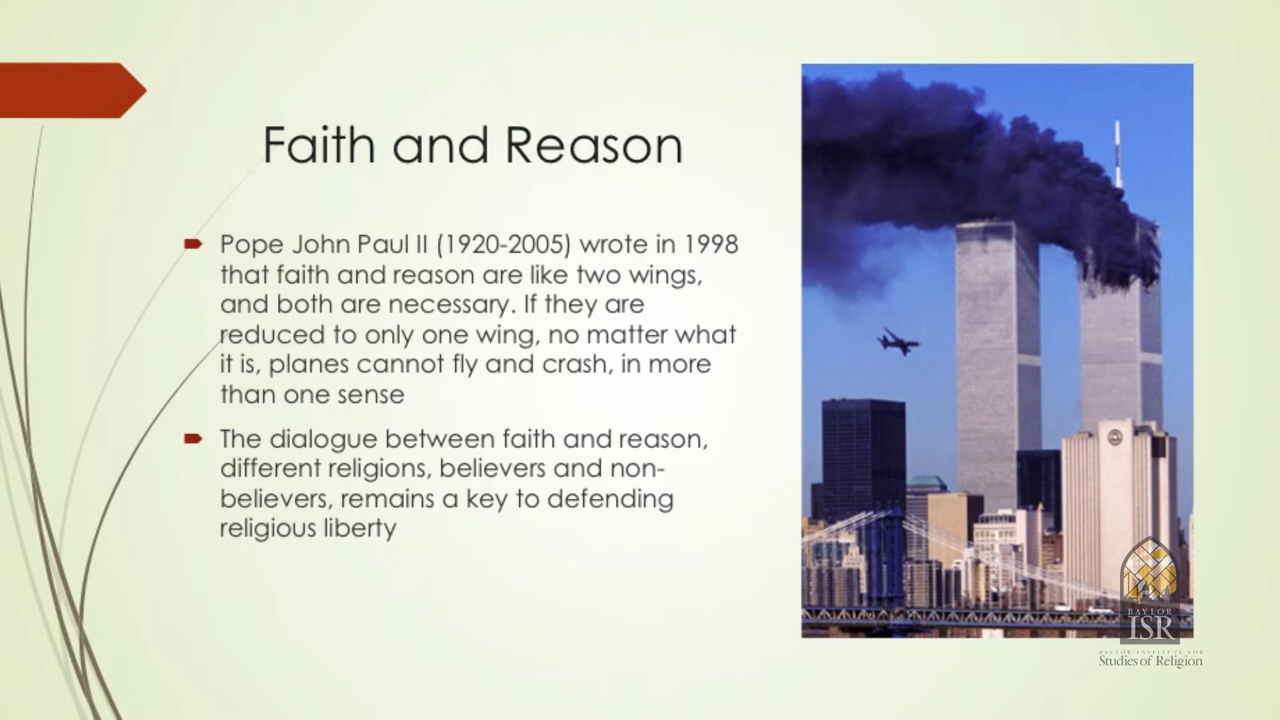 Faith and Reason
Pope John Paul II (1920-2005) wrote in 1998
that faith and reason are like two wings,
and both are necessary. If they are
reduced to only one wing, no matter what
it is, planes cannot fly and crash, in more
than one sense
The dialogue between faith and reason,
different religions, believers and non-
believers, remains a key to defending
religious liberty
BAYLOR
ISR
BAYLOR INSTITUTE FOR
Studies of Religion